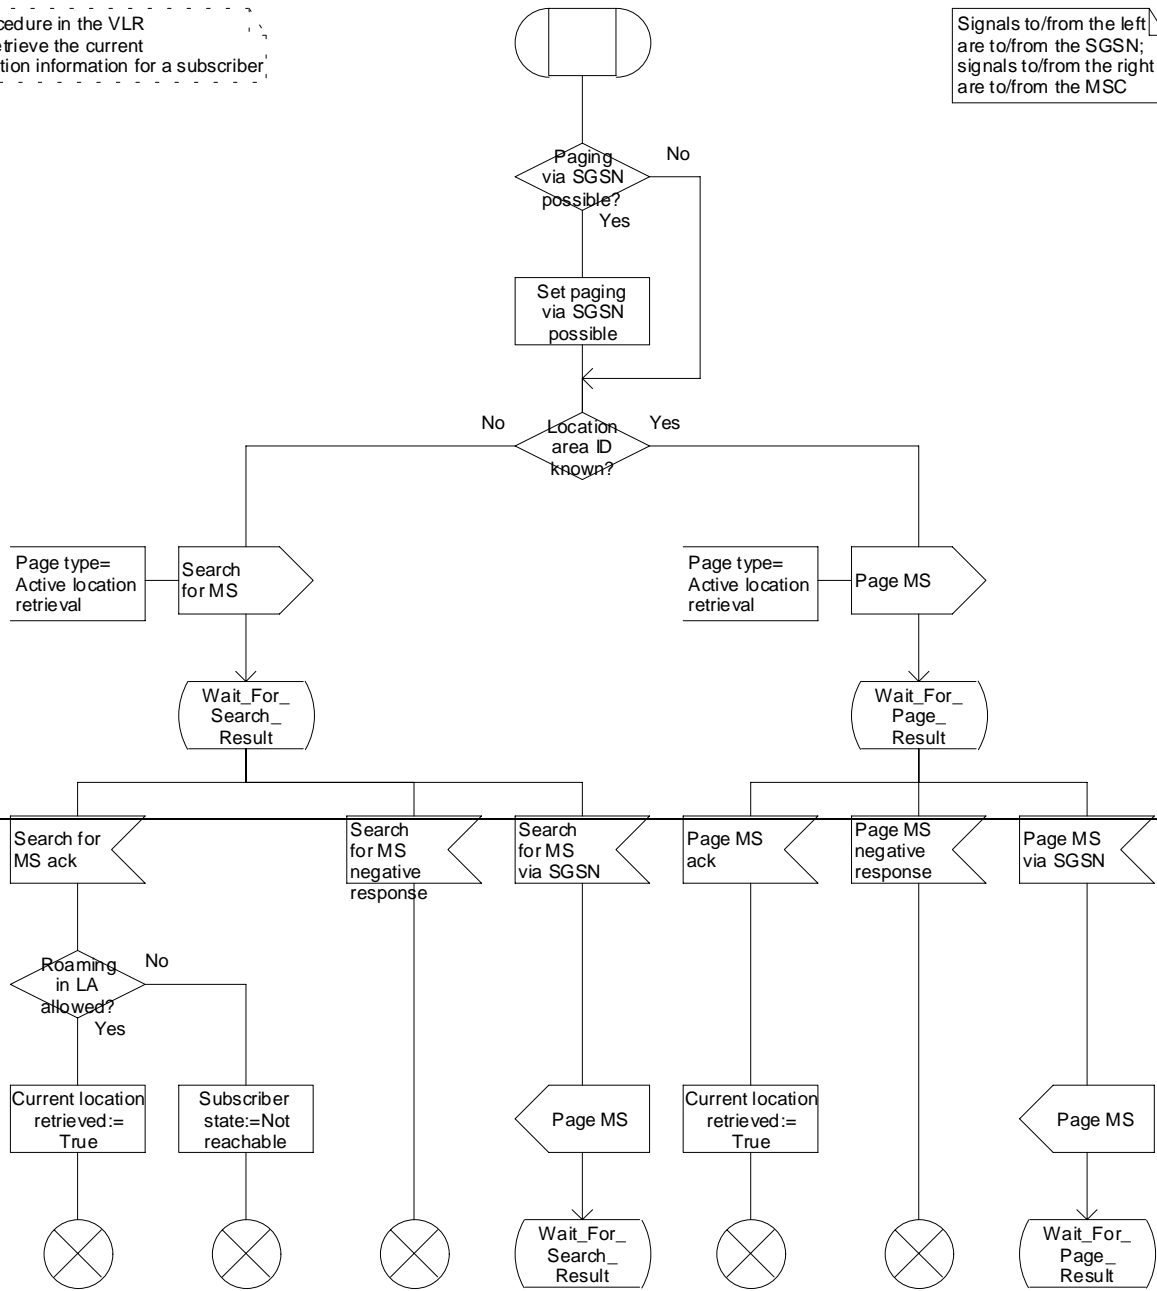 cedure in the VLR
etrieve the current
tion information for a subscriber
Signals to/from the left
are to/from the SGSN;
signals to/from the right
are to/from the MSC
Paging
via SGSN
possible?
No
Yes
Set paging
via SGSN
possible
No
Location
area ID
known?
Yes
Page type=
Active location
retrieval
Search
for MS
Page type=
Active location
retrieval
Page MS
Wait_For_
Search_
Result
Wait_For_
Page_
Result
Search for
MS ack
Search
for MS
negative
response
Search
for MS
via SGSN
Page MS
ack
Page MS
negative
response
Page MS
via SGSN
Roaming
in LA
allowed?
No
Yes
Current location
retrieved:=
True
Subscriber
state:=Not
reachable
Page MS
Current location
retrieved:=
True
Page MS
Wait_For_
Search_
Result
Wait_For_
Page_
Result